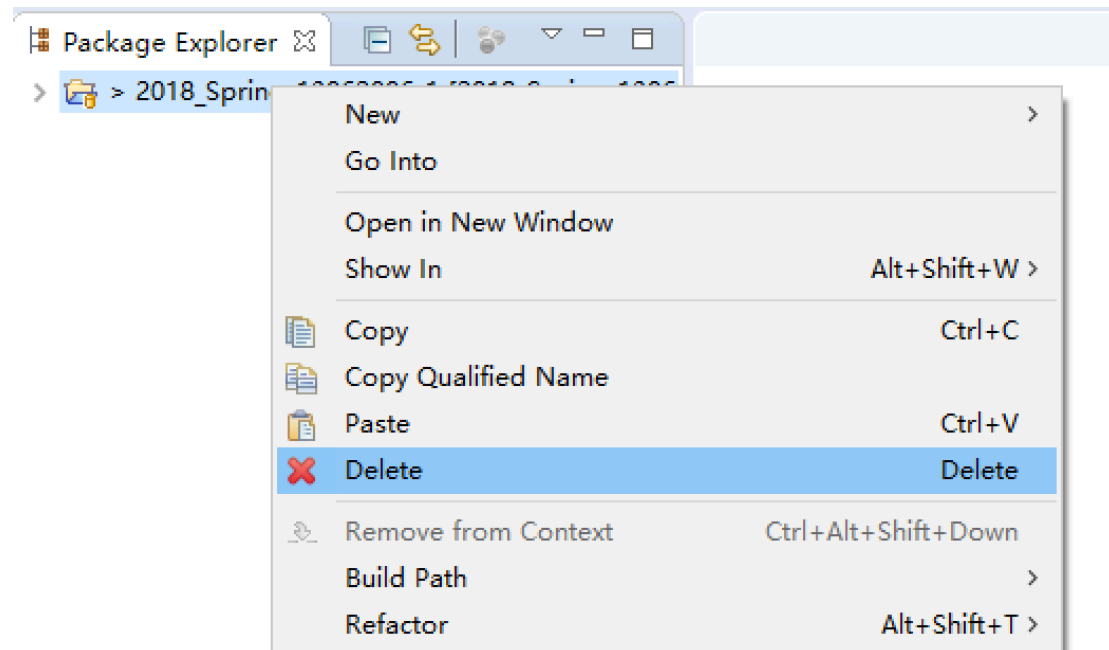 Package Explorer
> 2018_Sprin
New
Go Into
Open in New Window
Show In Alt+Shift+W >
Copy Ctrl+C
Copy Qualified Name
Paste Ctrl+V
Delete Delete
Remove from Context Ctrl+Alt+Shift+Down
Build Path
Refactor Alt+Shift+T >